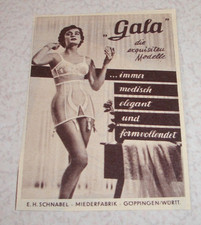 "Gala"
die
exquisiten
Modelle
...immer
modisch
elegant
und
formvollendet
E. H. SCHNABEL - MIEDERFABRIK - GÖPPINGEN/WÜRTT.